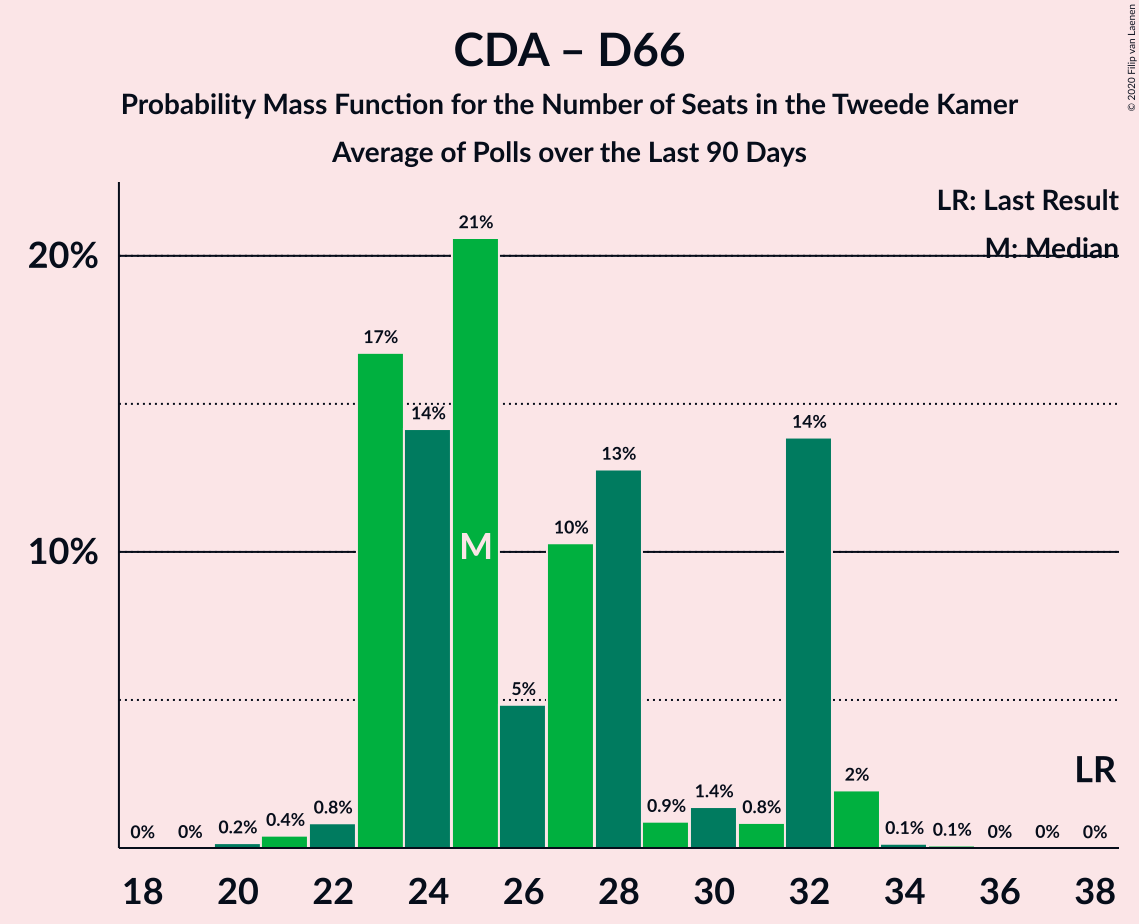 CDA – D66
Probability Mass Function for the Number of Seats in the Tweede Kamer
Average of Polls over the Last 90 Days
© 2020 Filip van Laenen
LR: Last Result
M: Median
20%
10%
0%
0%
0.2%
0.4%
0.8%
17%
14%
21%
5%
10%
13%
0.9%
1.4%
0.8%
14%
2%
0.1%
0.1%
0%
0%
0%
M
LR
18 20 22 24 26 28 30 32 34 36 38